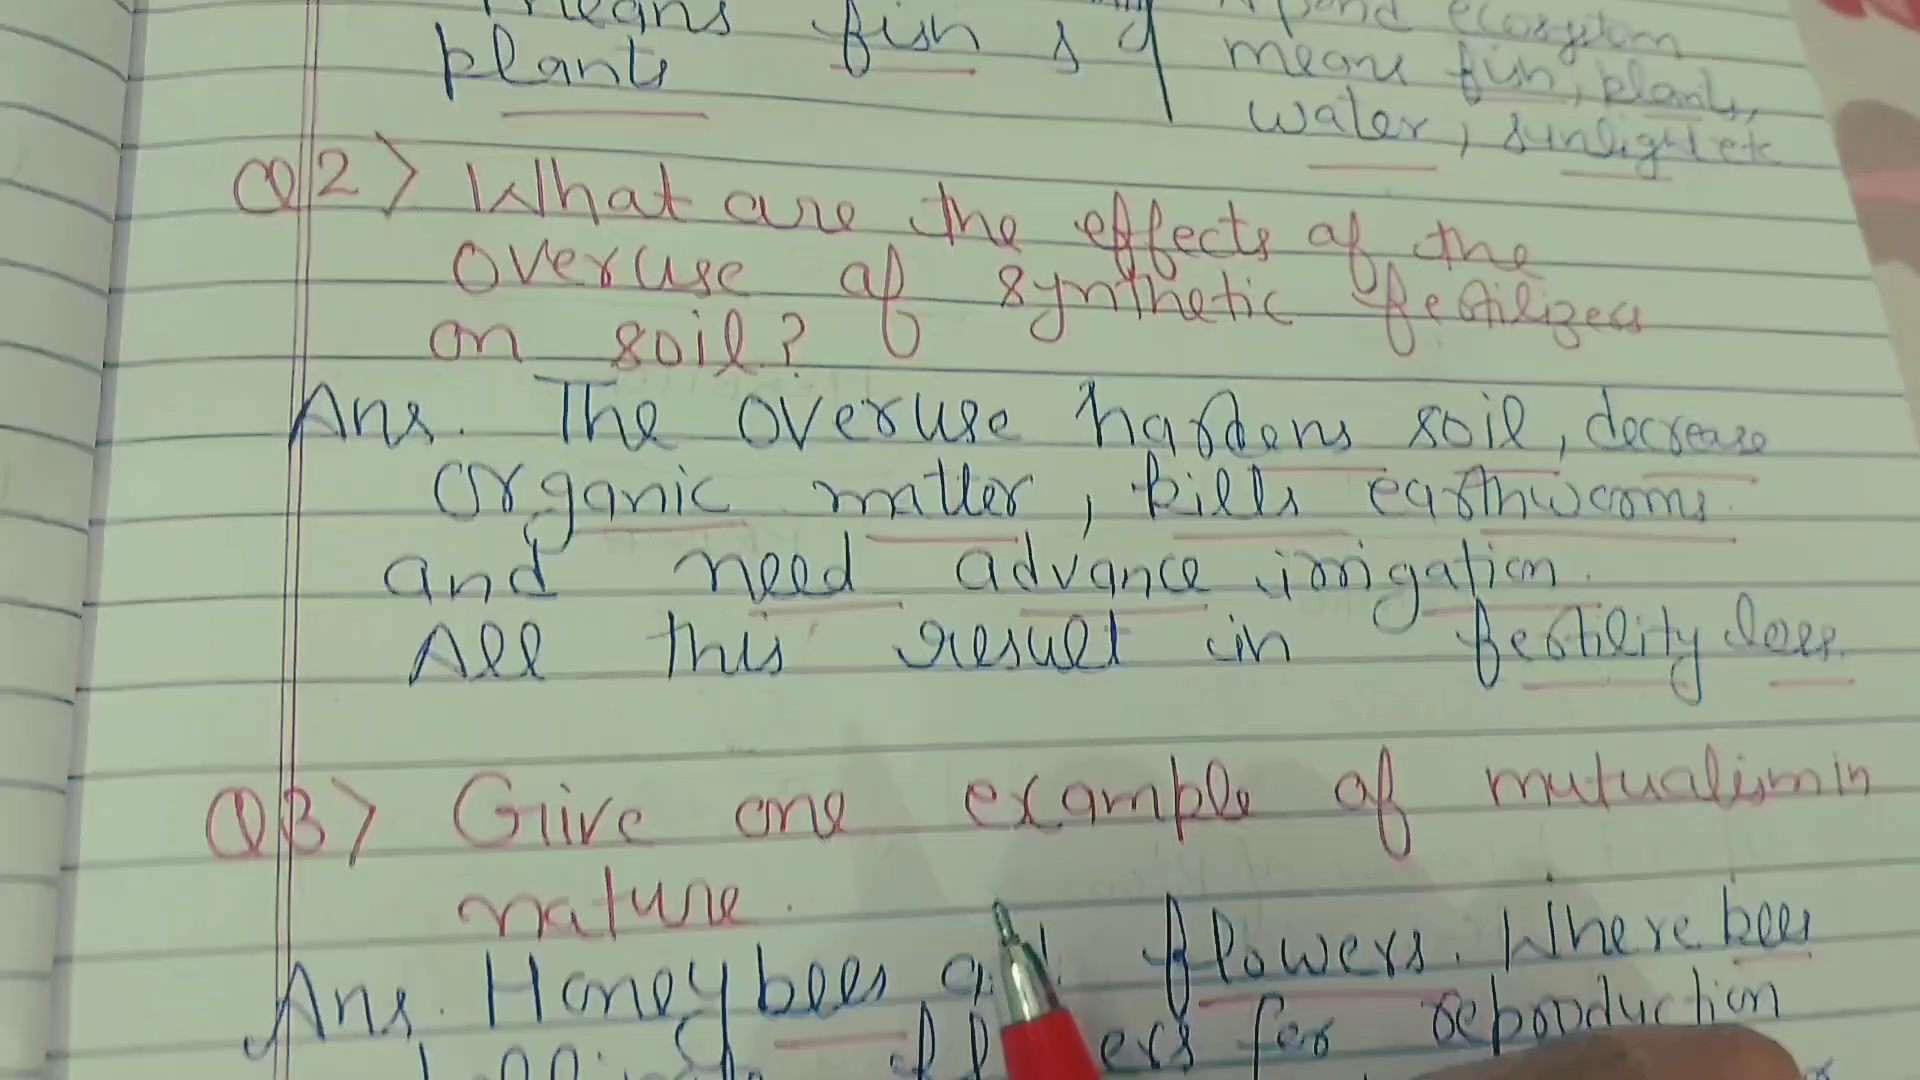 means fish &
plants
pond ecosystem
means fish, plants,
water, sunlight etc
Q2> What are the effects of the
overuse of synthetic fertilizers
on soil?
Ans. The overuse hardens soil, decrease
organic matter, kills earthworms
and need advance irrigation.
All this result in fertility loss.
Q3> Give one example of mutualism in
nature.
Ans. Honeybees flowers. Where bees
for reproduction